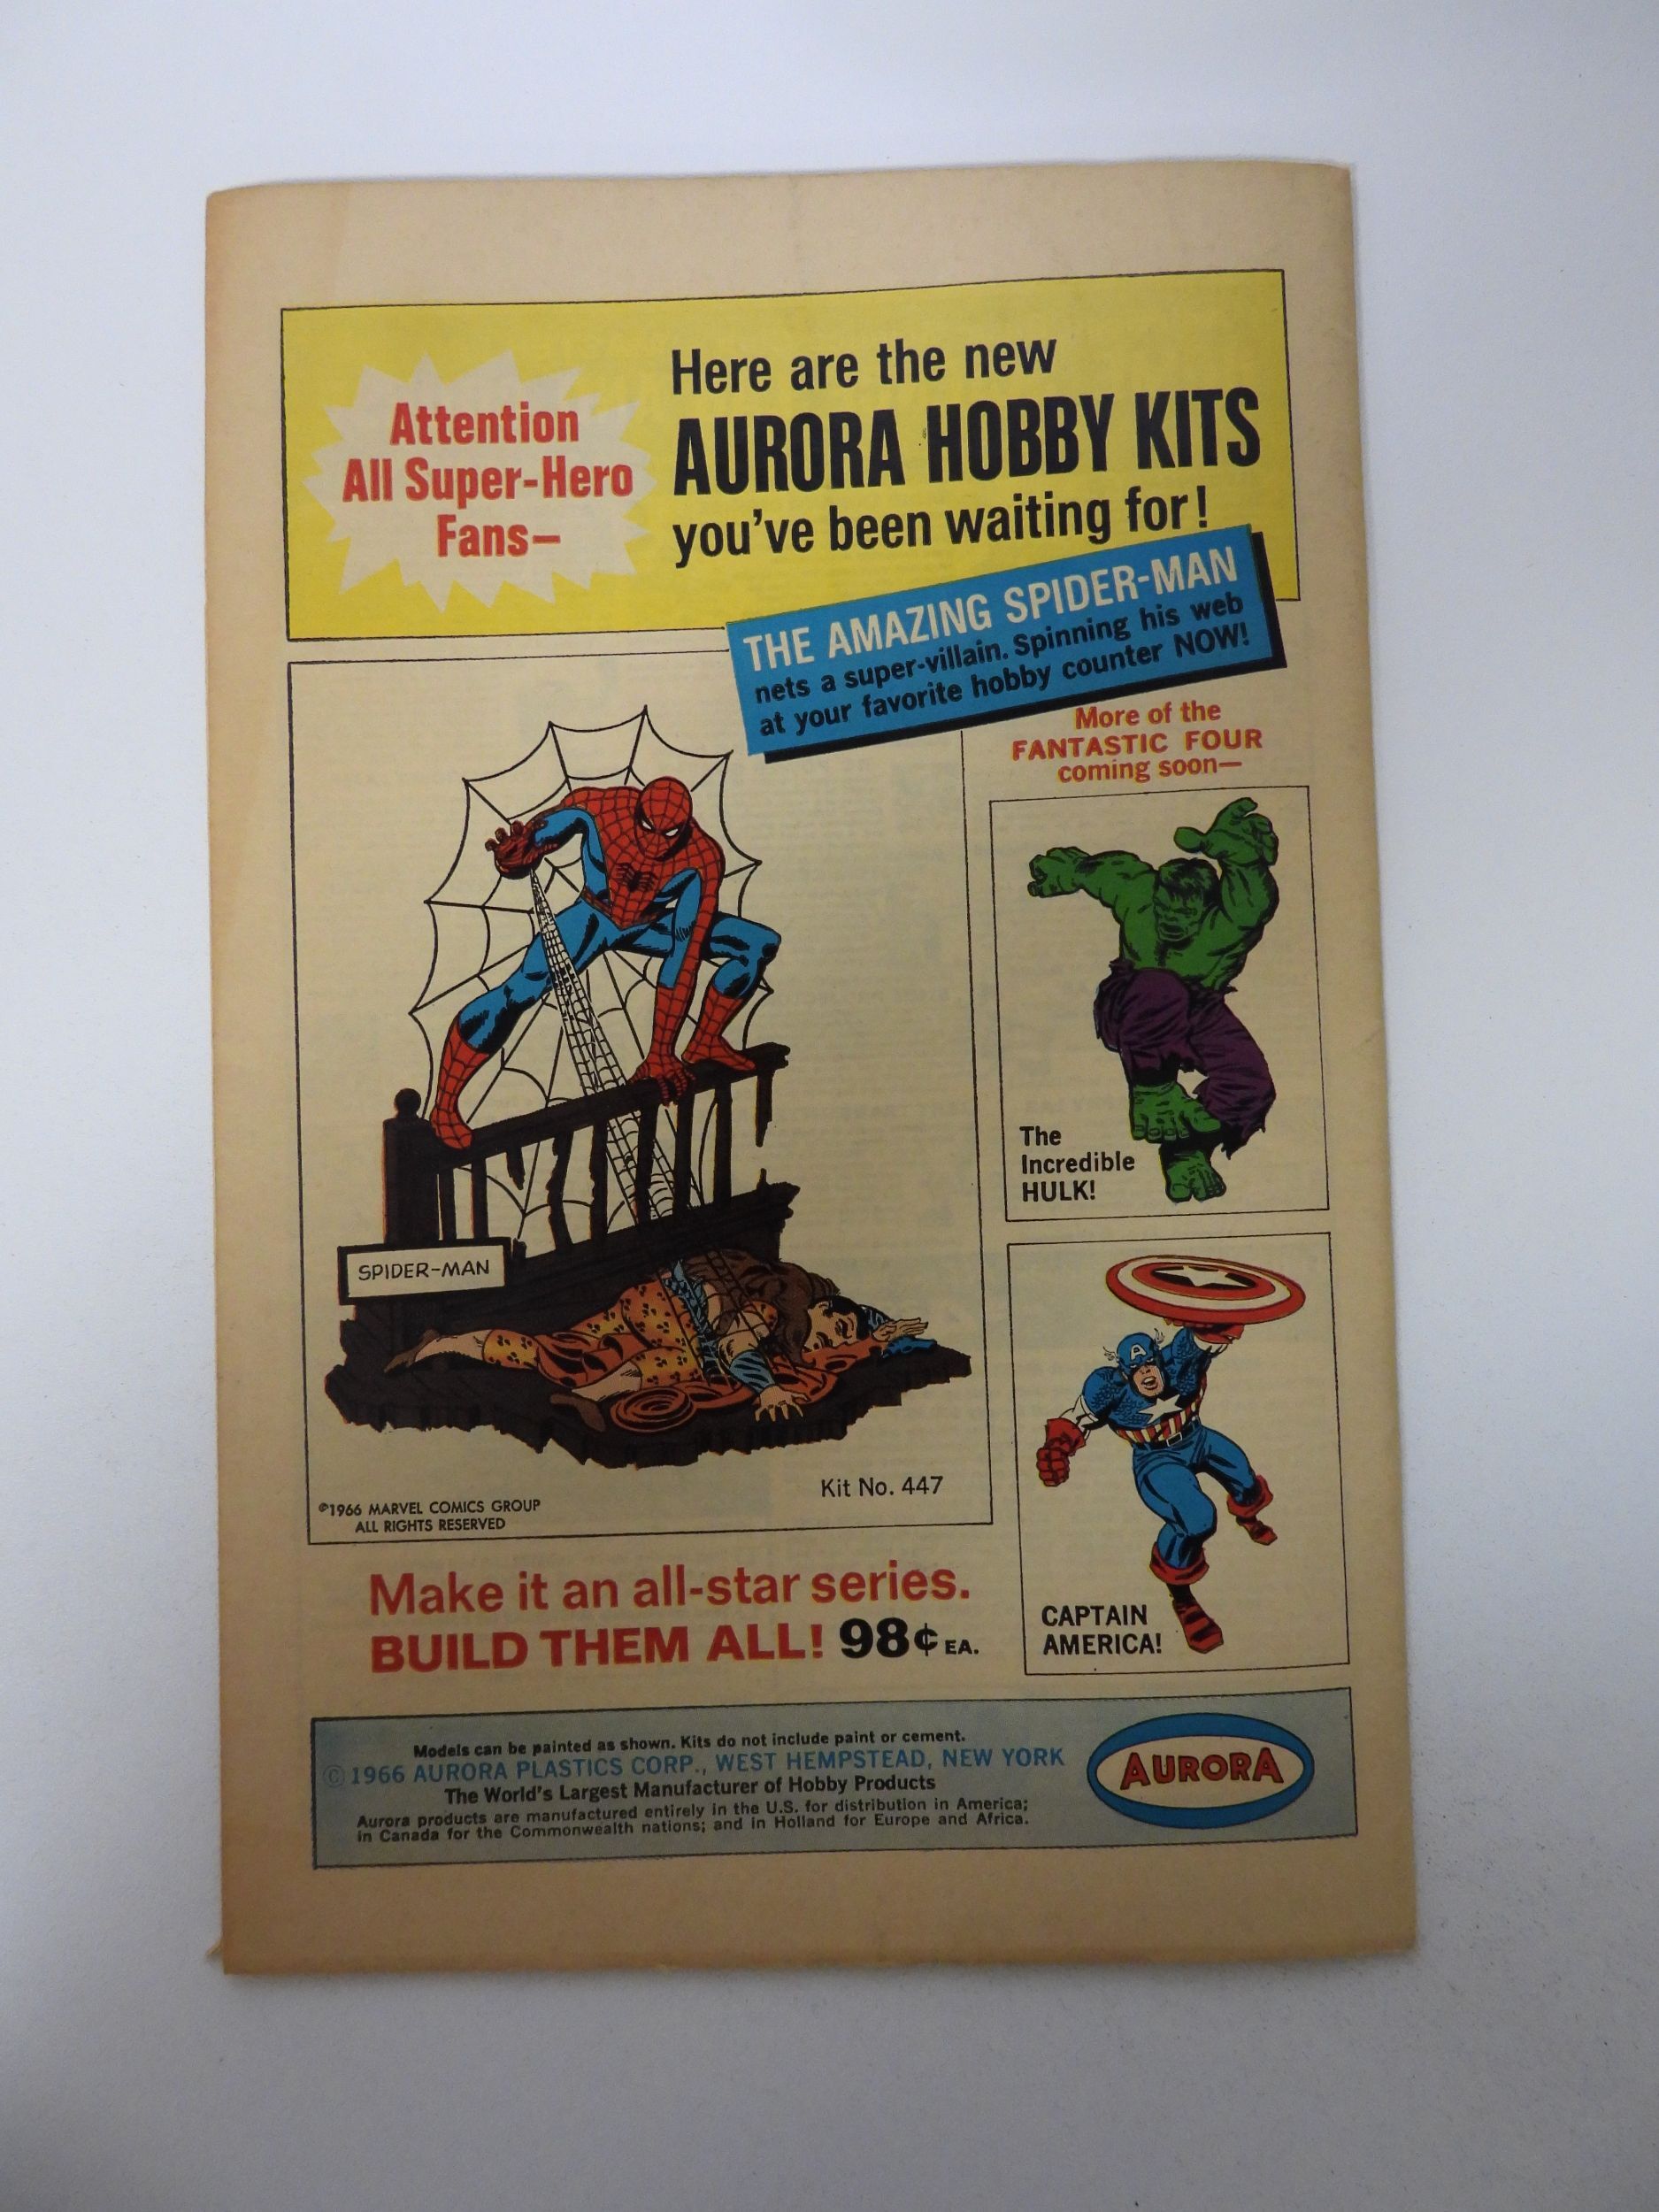 Attention
All Super-Hero
Fans—
Here are the new
AURORA HOBBY KITS
you've been waiting for!
THE AMAZING SPIDER-MAN
nets a super-villain. Spinning his web
at your favorite hobby counter NOW!
More of the
FANTASTIC FOUR
coming soon—
SPIDER-MAN
Kit No. 447
©1966 MARVEL COMICS GROUP
ALL RIGHTS RESERVED
The
Incredible
HULK!
A
CAPTAIN
AMERICA!
Make it an all-star series.
BUILD THEM ALL! 98¢ EA.
Models can be painted as shown. Kits do not include paint or cement.
© 1966 AURORA PLASTICS CORP., WEST HEMPSTEAD, NEW YORK
The World's Largest Manufacturer of Hobby Products
Aurora products are manufactured entirely in the U.S. for distribution in America;
in Canada for the Commonwealth nations; and in Holland for Europe and Africa.
AURORA